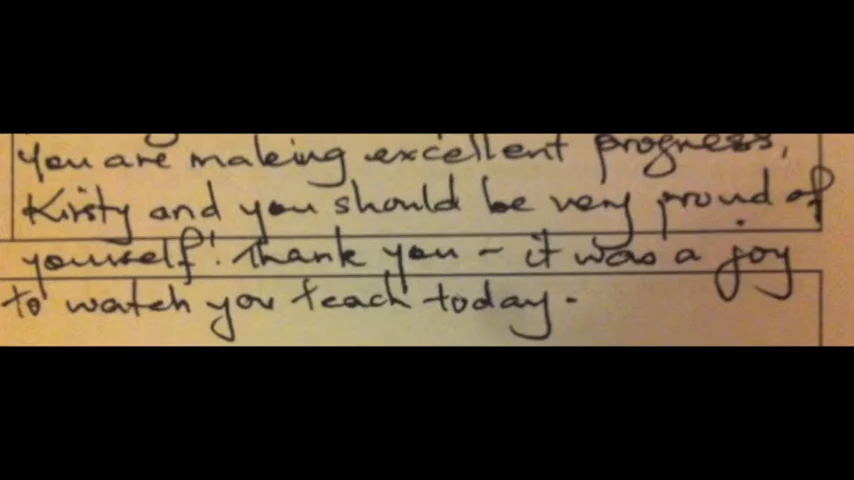 you are making excellent progress,
Kirsty and you should be very proud of
yourself! Thank you - it was a joy
to watch you teach today.